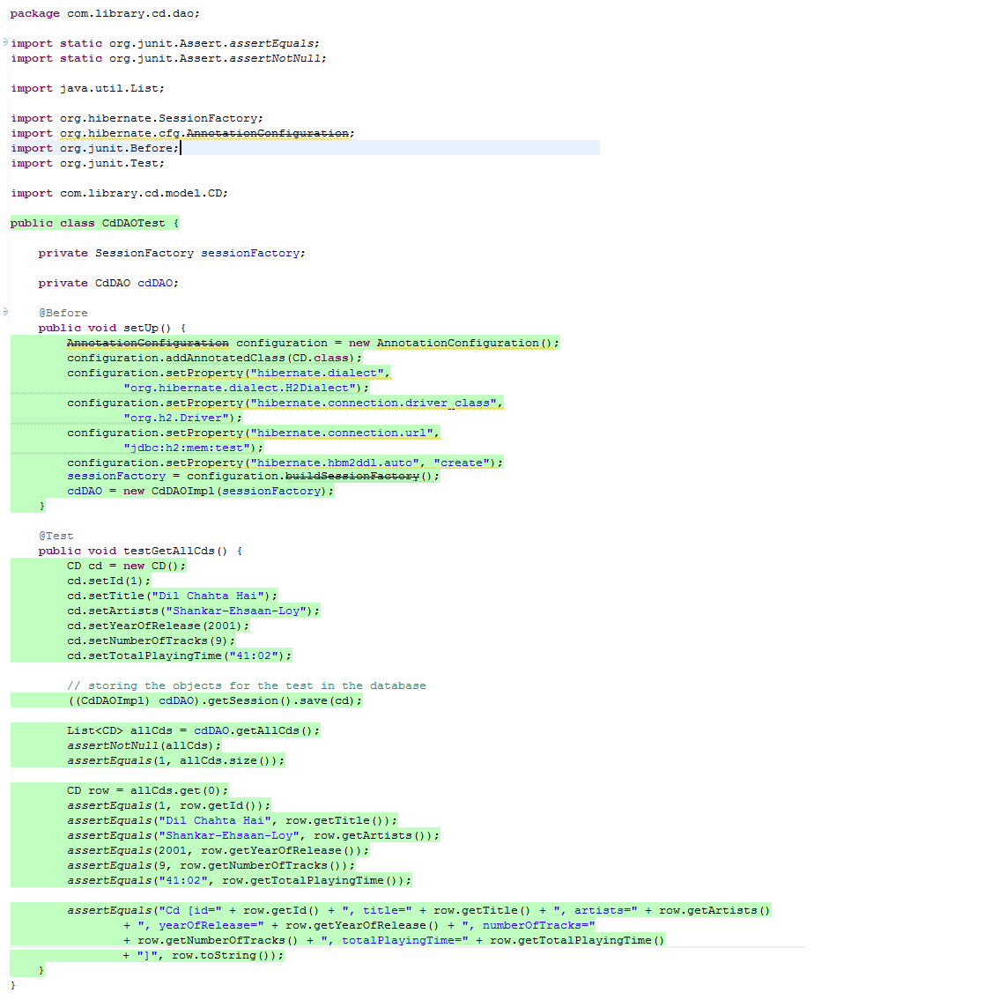 package com.library.cd.dao;
import static org.junit.Assert.assertEquals;
import static org.junit.Assert.assertNotNull;
import java.util.List;
import org.hibernate.SessionFactory;
import org.hibernate.cfg.AnnotationConfiguration;
import org.junit.Before;
import org.junit.Test;
import com.library.cd.model.CD;
public class CdDAOTest {
private SessionFactory sessionFactory;
private CdDAO cdDAO;
@Before
public void setUp() {
AnnotationConfiguration configuration = new AnnotationConfiguration();
configuration.addAnnotatedClass(CD.class);
configuration.setProperty("hibernate.dialect",
"org.hibernate.dialect.H2Dialect");
configuration.setProperty("hibernate.connection.driver_class",
"org.h2.Driver");
configuration.setProperty("hibernate.connection.url",
"jdbc:h2:mem:test");
configuration.setProperty("hibernate.hbm2ddl.auto", "create");
sessionFactory = configuration.buildSessionFactory();
cdDAO = new CdDAOImpl(sessionFactory);
}
@Test
public void testGetAllCds() {
CD cd = new CD();
cd.setId(1);
cd.setTitle("Dil Chahta Hai");
cd.setArtists("Shankar-Ehsaan-Loy");
cd.setYearOfRelease(2001);
cd.setNumberOfTracks(9);
cd.setTotalPlayingTime("41:02");
// storing the objects for the test in the database
((CdDAOImpl) cdDAO).getSession().save(cd);
List<CD> allCds = cdDAO.getAllCds();
assertNotNull(allCds);
assertEquals(1, allCds.size());
CD row = allCds.get(0);
assertEquals(1, row.getId());
assertEquals("Dil Chahta Hai", row.getTitle());
assertEquals("Shankar-Ehsaan-Loy", row.getArtists());
assertEquals(2001, row.getYearOfRelease());
assertEquals(9, row.getNumberOfTracks());
assertEquals("41:02", row.getTotalPlayingTime());
assertEquals("Cd [id=" + row.getId() + ", title=" + row.getTitle() + ", artists=" + row.getArtists()
+ ", yearOfRelease=" + row.getYearOfRelease() + ", numberOfTracks="
+ row.getNumberOfTracks() + ", totalPlayingTime=" + row.getTotalPlayingTime()
+ "]", row.toString());
}
}